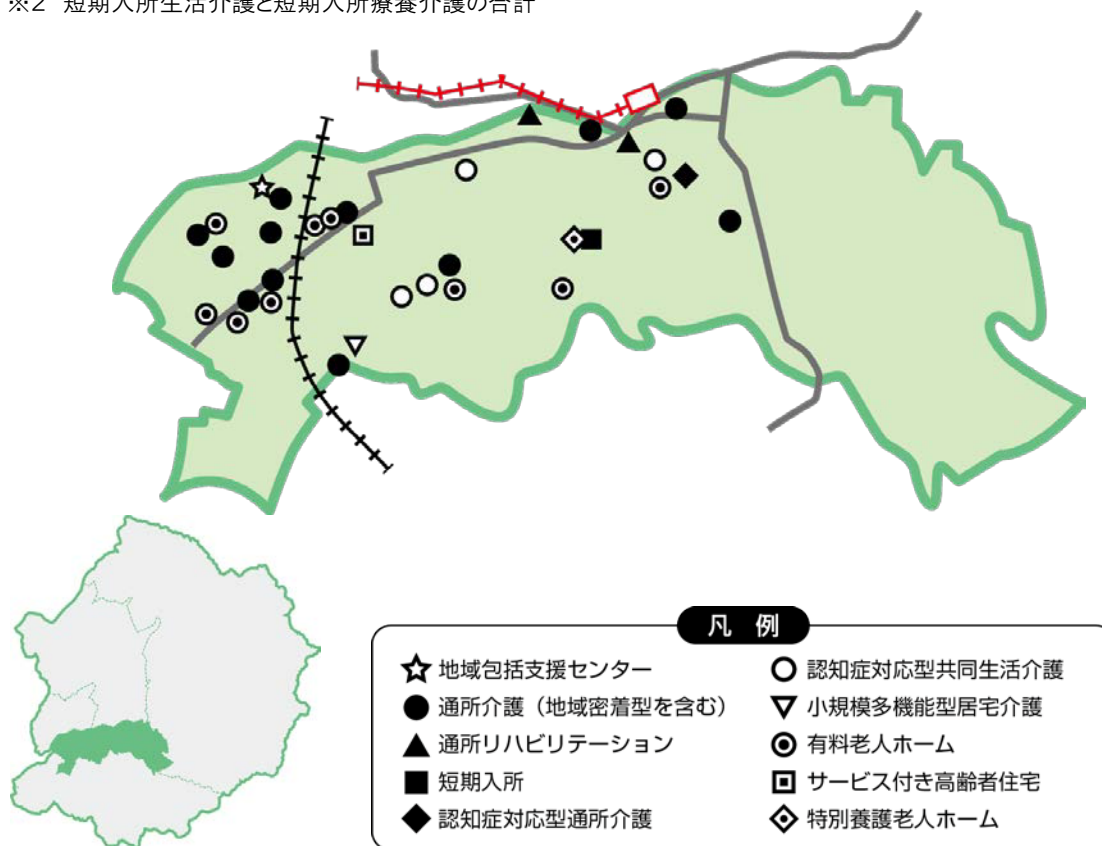 ※2 短期入所生活介護と短期入所療養介護の合計
凡 例
地域包括支援センター
通所介護（地域密着型を含む）
通所リハビリテーション
短期入所
認知症対応型通所介護
認知症対応型共同生活介護
小規模多機能型居宅介護
有料老人ホーム
サービス付き高齢者住宅
特別養護老人ホーム